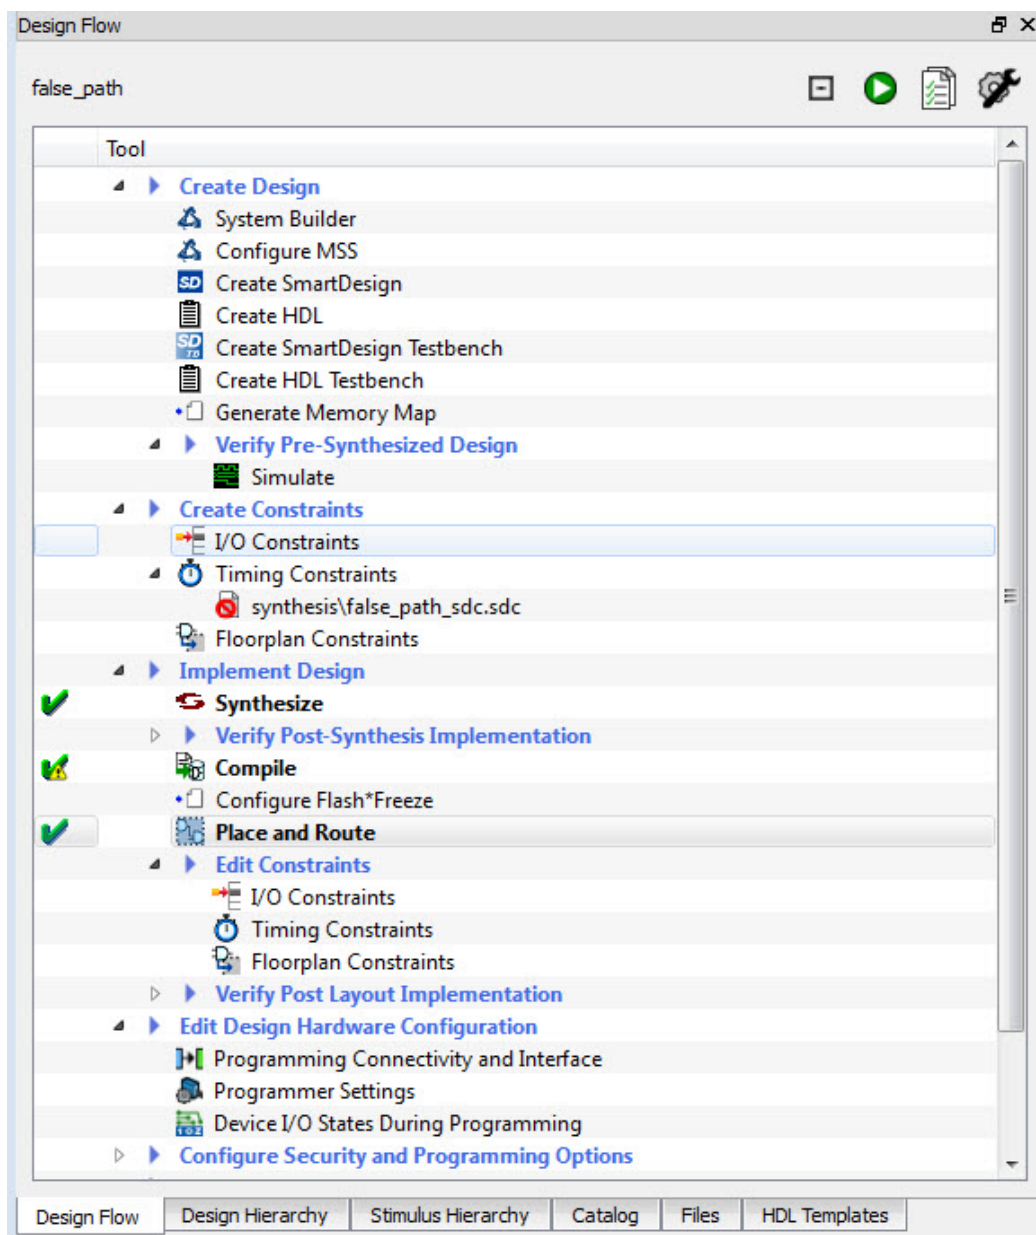 Design Flow
false_path
Tool
Create Design
System Builder
Configure MSS
SD Create SmartDesign
Create HDL
SD TB Create SmartDesign Testbench
Create HDL Testbench
Generate Memory Map
Verify Pre-Synthesized Design
Simulate
Create Constraints
I/O Constraints
Timing Constraints
synthesis\false_path_sdc.sdc
Floorplan Constraints
Implement Design
Synthesize
Verify Post-Synthesis Implementation
Compile
Configure Flash*Freeze
Place and Route
Edit Constraints
I/O Constraints
Timing Constraints
Floorplan Constraints
Verify Post Layout Implementation
Edit Design Hardware Configuration
Programming Connectivity and Interface
Programmer Settings
Device I/O States During Programming
Configure Security and Programming Options
Design Flow Design Hierarchy Stimulus Hierarchy Catalog Files HDL Templates